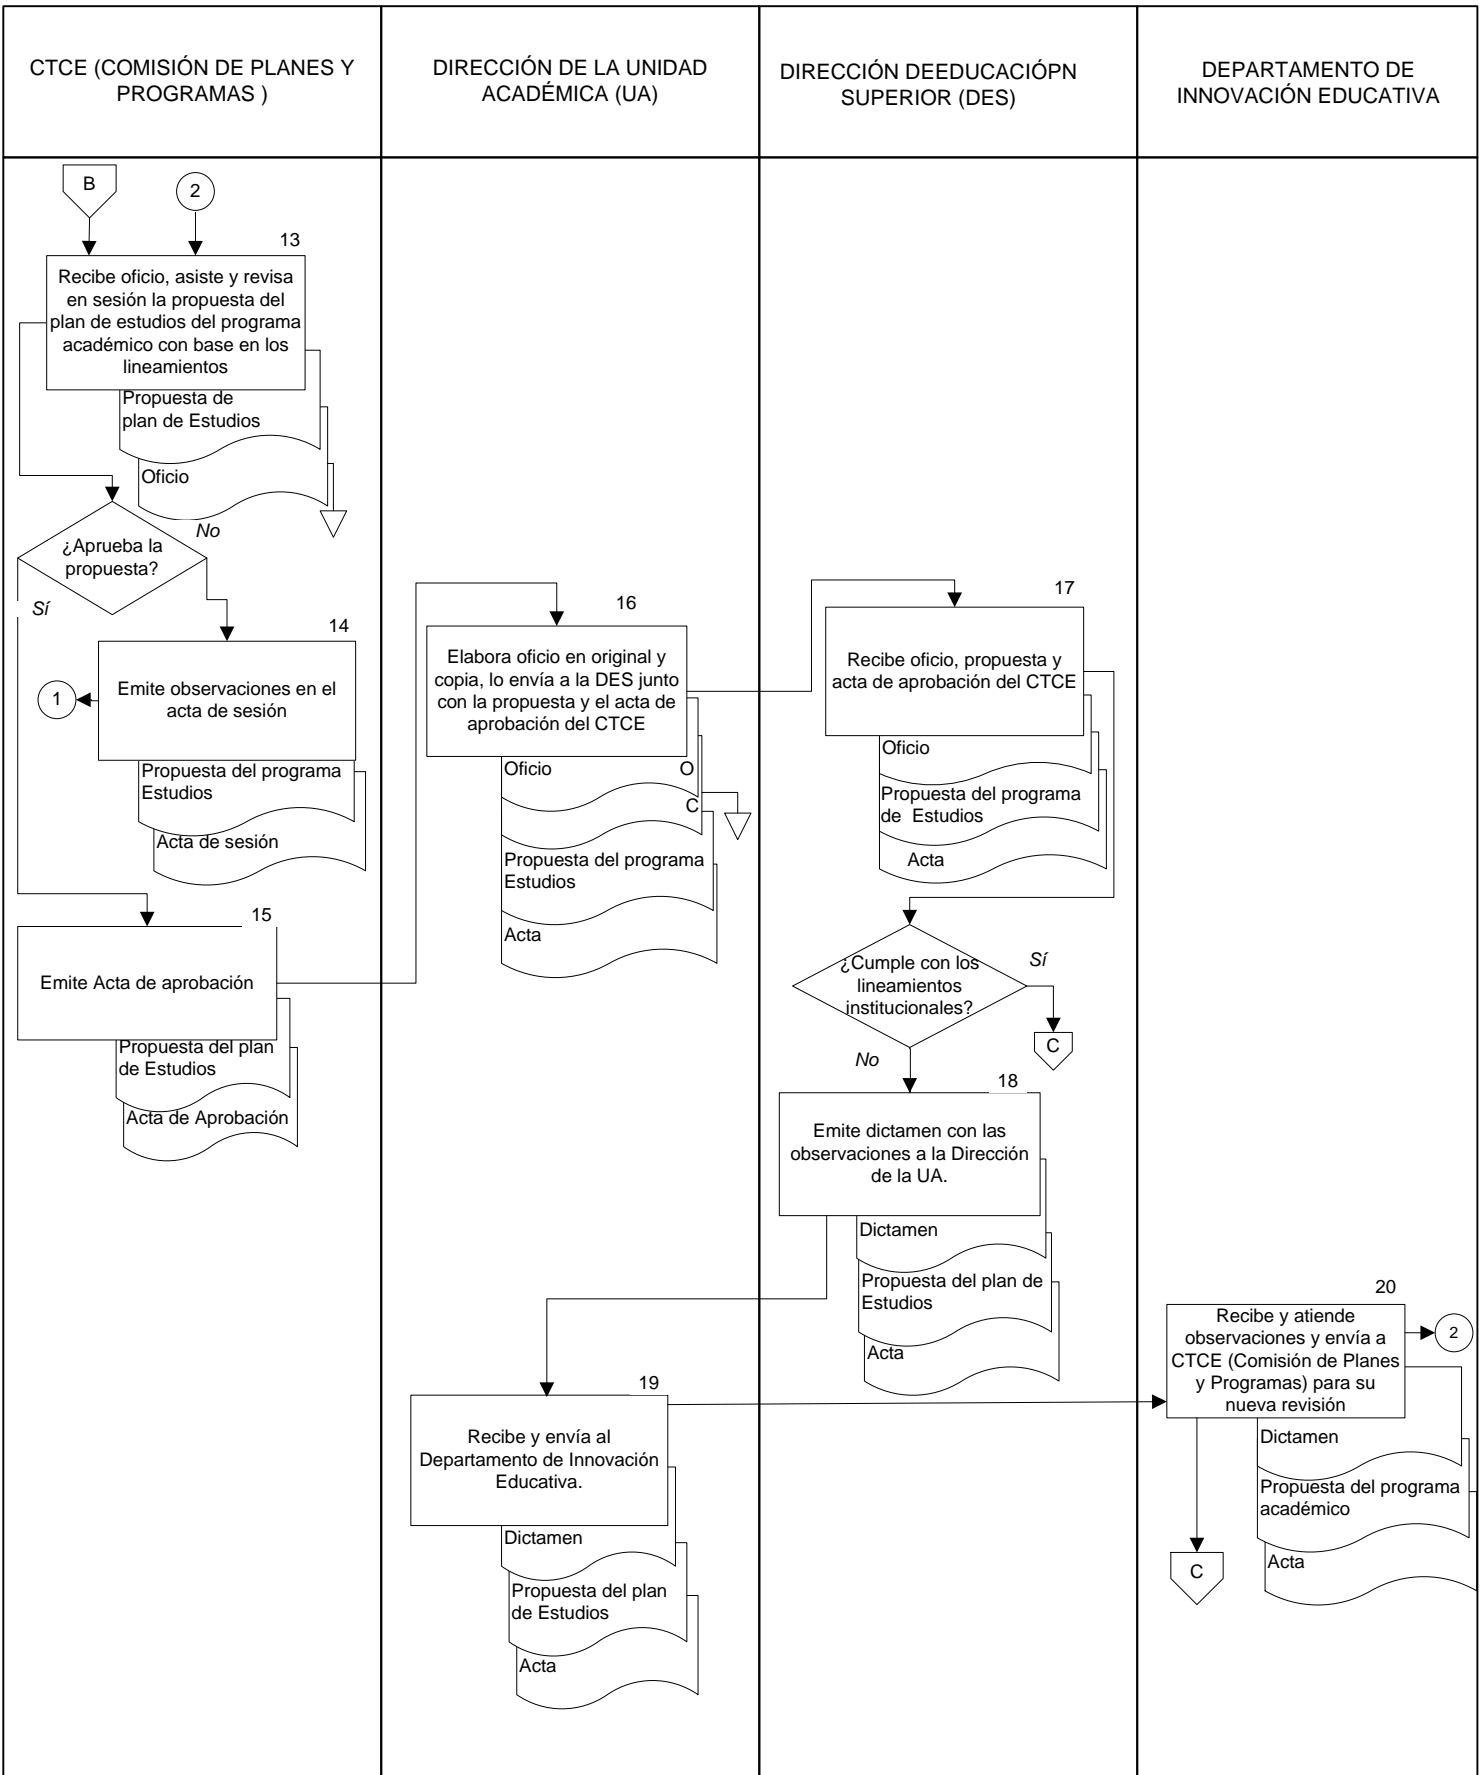 CTCE (COMISIÓN DE PLANES Y
PROGRAMAS )
DIRECCIÓN DE LA UNIDAD
ACADÉMICA (UA)
DIRECCIÓN DEEDUCACIÓPN
SUPERIOR (DES)
DEPARTAMENTO DE
INNOVACIÓN EDUCATIVA
B
2
13
Recibe oficio, asiste y revisa
en sesión la propuesta del
plan de estudios del programa
académico con base en los
lineamientos
Propuesta de
plan de Estudios
Oficio
¿Aprueba la
propuesta?
No
Sí
14
Emite observaciones en el
acta de sesión
1
Propuesta del programa
Estudios
Acta de sesión
15
Emite Acta de aprobación
Propuesta del plan
de Estudios
Acta de Aprobación
16
Elabora oficio en original y
copia, lo envía a la DES junto
con la propuesta y el acta de
aprobación del CTCE
Oficio
O
C
Propuesta del programa
Estudios
Acta
17
Recibe oficio, propuesta y
acta de aprobación del CTCE
Oficio
Propuesta del programa
de Estudios
Acta
¿Cumple con los
lineamientos
institucionales?
Sí
C
No
18
Emite dictamen con las
observaciones a la Dirección
de la UA.
Dictamen
Propuesta del plan de
Estudios
Acta
19
Recibe y envía al
Departamento de Innovación
Educativa.
Dictamen
Propuesta del plan
de Estudios
Acta
20
Recibe y atiende
observaciones y envía a
CTCE (Comisión de Planes
y Programas) para su
nueva revisión
2
Dictamen
Propuesta del programa
académico
Acta
C